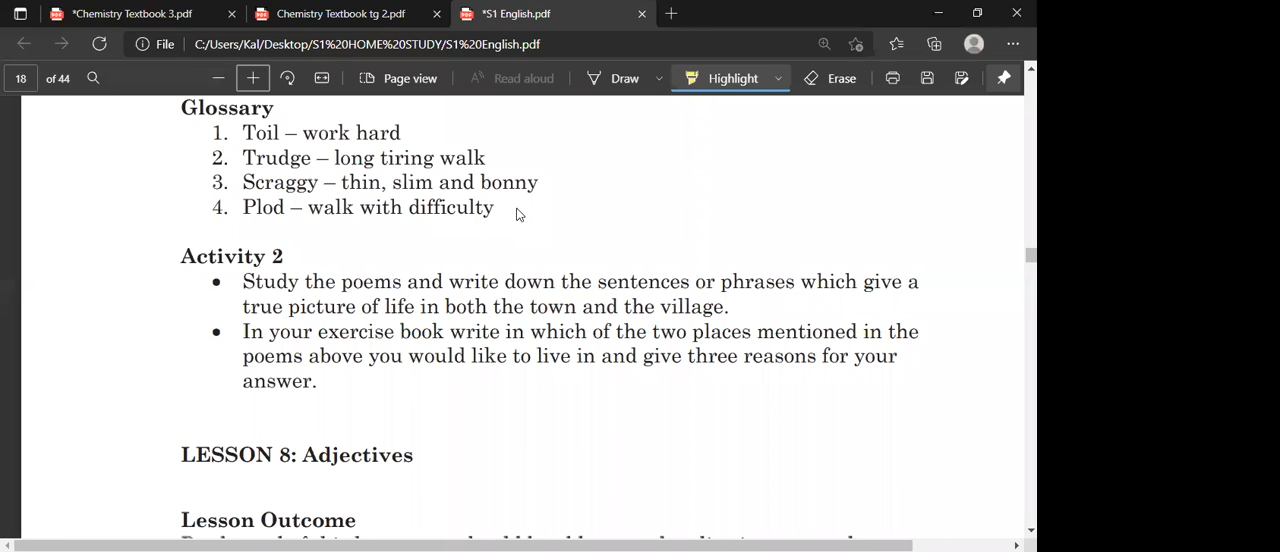 *Chemistry Textbook 3.pdf
Chemistry Textbook tg 2.pdf
*S1 English.pdf
File
C:/Users/Kal/Desktop/S1%20HOME%20STUDY/S1%20English.pdf
18 of 44
Page view
Read aloud
Draw
Highlight
Erase
Glossary
1. Toil – work hard
2. Trudge – long tiring walk
3. Scraggy – thin, slim and bonny
4. Plod – walk with difficulty
Activity 2
• Study the poems and write down the sentences or phrases which give a
true picture of life in both the town and the village.
• In your exercise book write in which of the two places mentioned in the
poems above you would like to live in and give three reasons for your
answer.
LESSON 8: Adjectives
Lesson Outcome